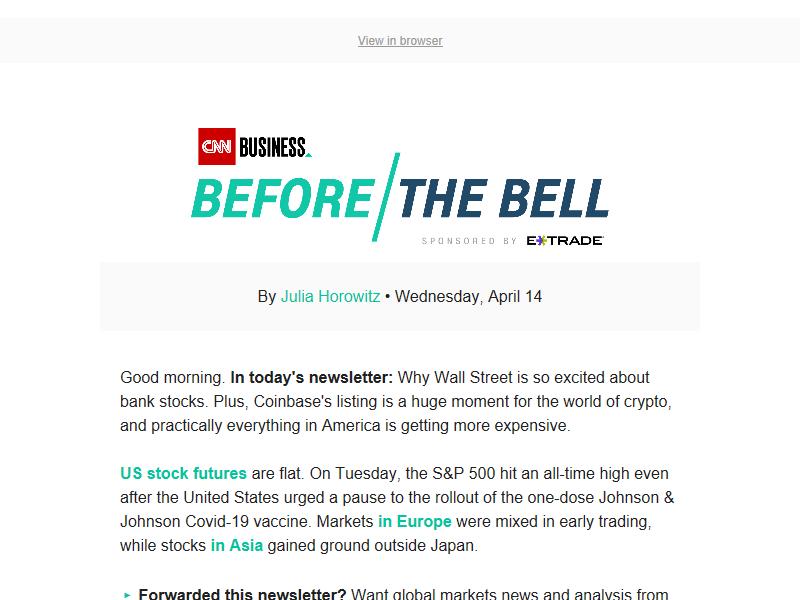 View in browser
CNN BUSINESS
BEFORE/THE BELL
SPONSORED BY E*TRADE
By Julia Horowitz • Wednesday, April 14
Good morning. In today's newsletter: Why Wall Street is so excited about
bank stocks. Plus, Coinbase's listing is a huge moment for the world of crypto,
and practically everything in America is getting more expensive.
US stock futures are flat. On Tuesday, the S&P 500 hit an all-time high even
after the United States urged a pause to the rollout of the one-dose Johnson &
Johnson Covid-19 vaccine. Markets in Europe were mixed in early trading,
while stocks in Asia gained ground outside Japan.
‣ Forwarded this newsletter? Want global markets news and analysis from